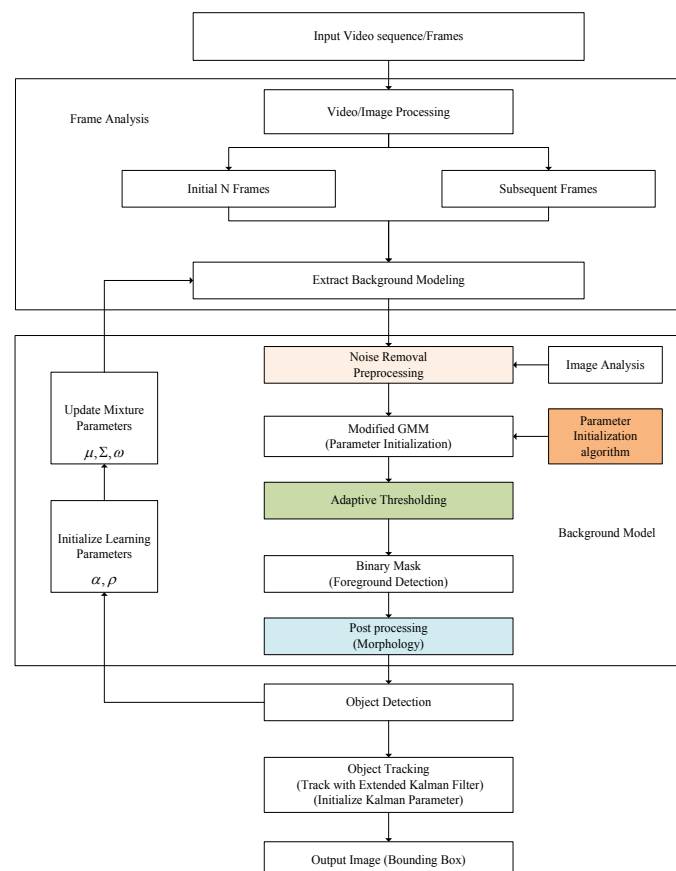 Input Video sequence/Frames
Frame Analysis
Video/Image Processing
Initial N Frames
Subsequent Frames
Extract Background Modeling
Noise Removal
Preprocessing
Image Analysis
Update Mixture
Parameters
μ, Σ, ω
Modified GMM
(Parameter Initialization)
Parameter
Initialization
algorithm
Adaptive Thresholding
Initialize Learning
Parameters
α, ρ
Background Model
Binary Mask
(Foreground Detection)
Post processing
(Morphology)
Object Detection
Object Tracking
(Track with Extended Kalman Filter)
(Initialize Kalman Parameter)
Output Image (Bounding Box)